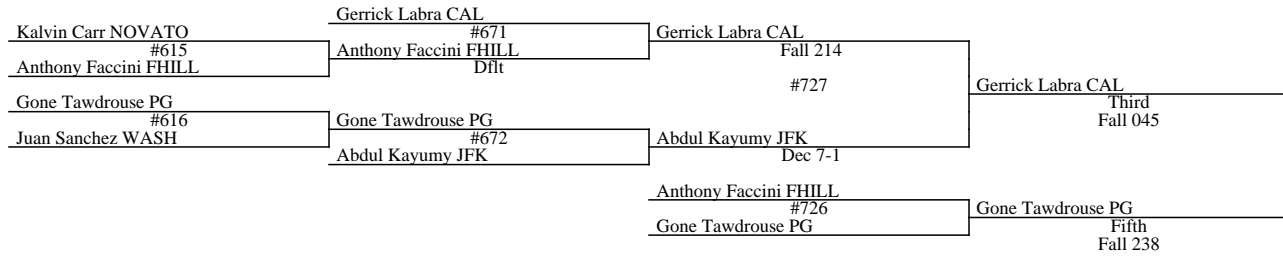 Gerrick Labra CAL
Kalvin Carr NOVATO
#671
Gerrick Labra CAL
#615
Anthony Faccini FHILL
Fall 214
Anthony Faccini FHILL
Dflt
#727
Gerrick Labra CAL
Gone Tawdrouse PG
Third
#616
Gone Tawdrouse PG
Fall 045
Juan Sanchez WASH
#672
Abdul Kayumy JFK
Abdul Kayumy JFK
Dec 7-1
Anthony Faccini FHILL
#726
Gone Tawdrouse PG
Gone Tawdrouse PG
Fifth
Fall 238